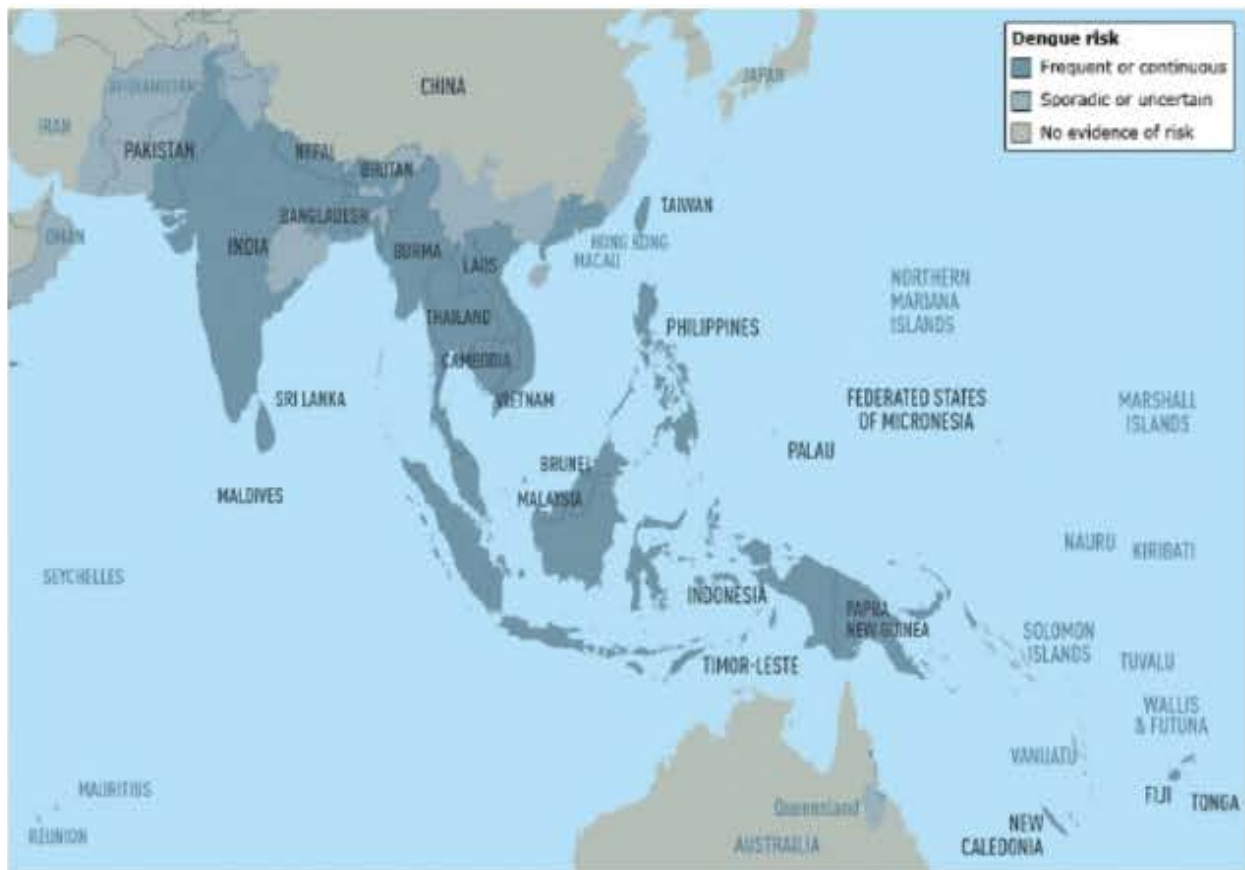 Dengue risk
Frequent or continuous
Sporadic or uncertain
No evidence of risk
CHINA
JAPAN
AFGHANISTAN
IRAN
PAKISTAN
NEPAL
BHUTAN
BANGLADESH
TAIWAN
OMAN
INDIA
BURMA
LAOS
HONG KONG
MACAU
NORTHERN
MARIANA
ISLANDS
THAILAND
PHILIPPINES
CAMBODIA
SRI LANKA
VIETNAM
FEDERATED STATES
OF MICRONESIA
MARSHALL
ISLANDS
PALAU
BRUNEI
MALDIVES
MALAYSIA
NAURU
KIRIBATI
SEYCHELLES
INDONESIA
PAPUA
NEW GUINEA
SOLOMON
ISLANDS
TIMOR-LESTE
TUVALU
WALLIS
& FUTUNA
VANUATU
MAURITIUS
FIJI
TONGA
Queensland
REUNION
NEW
CALEDONIA
AUSTRAILIA